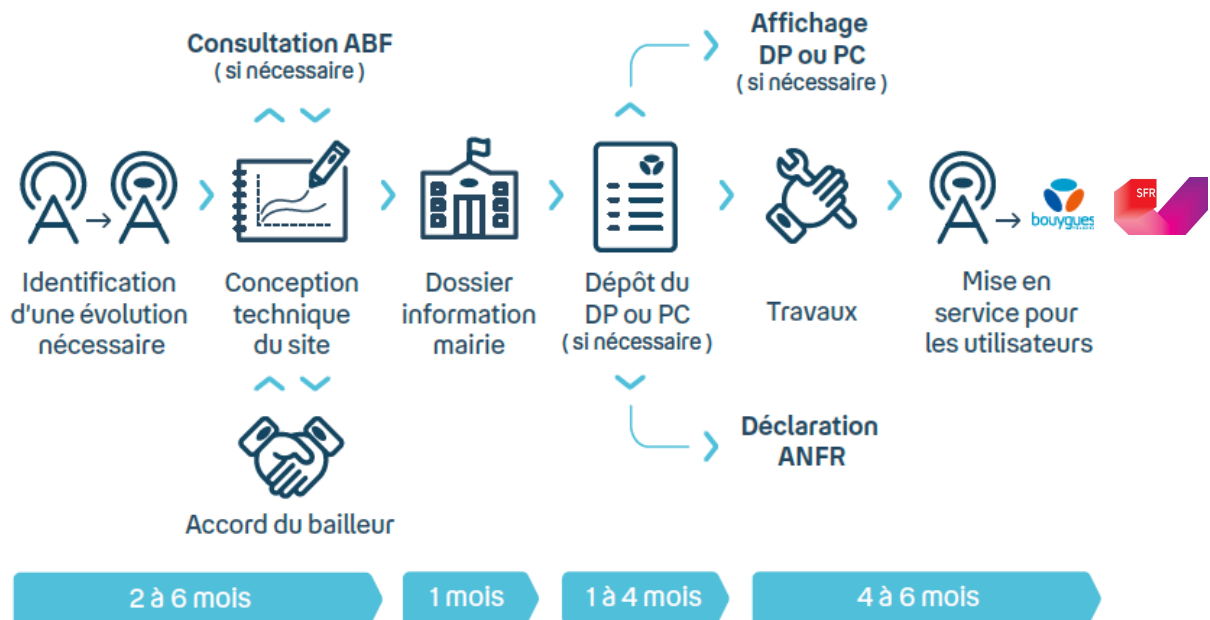 Consultation ABF
( si nécessaire )
Affichage
DP ou PC
( si nécessaire )
SFR
bouygues
Identification
d'une évolution
nécessaire
Conception
technique
du site
Dossier
information
mairie
Dépôt du
DP ou PC
( si nécessaire )
Travaux
Mise en
service pour
les utilisateurs
Accord du bailleur
Déclaration
ANFR
2 à 6 mois
1 mois
1 à 4 mois
4 à 6 mois